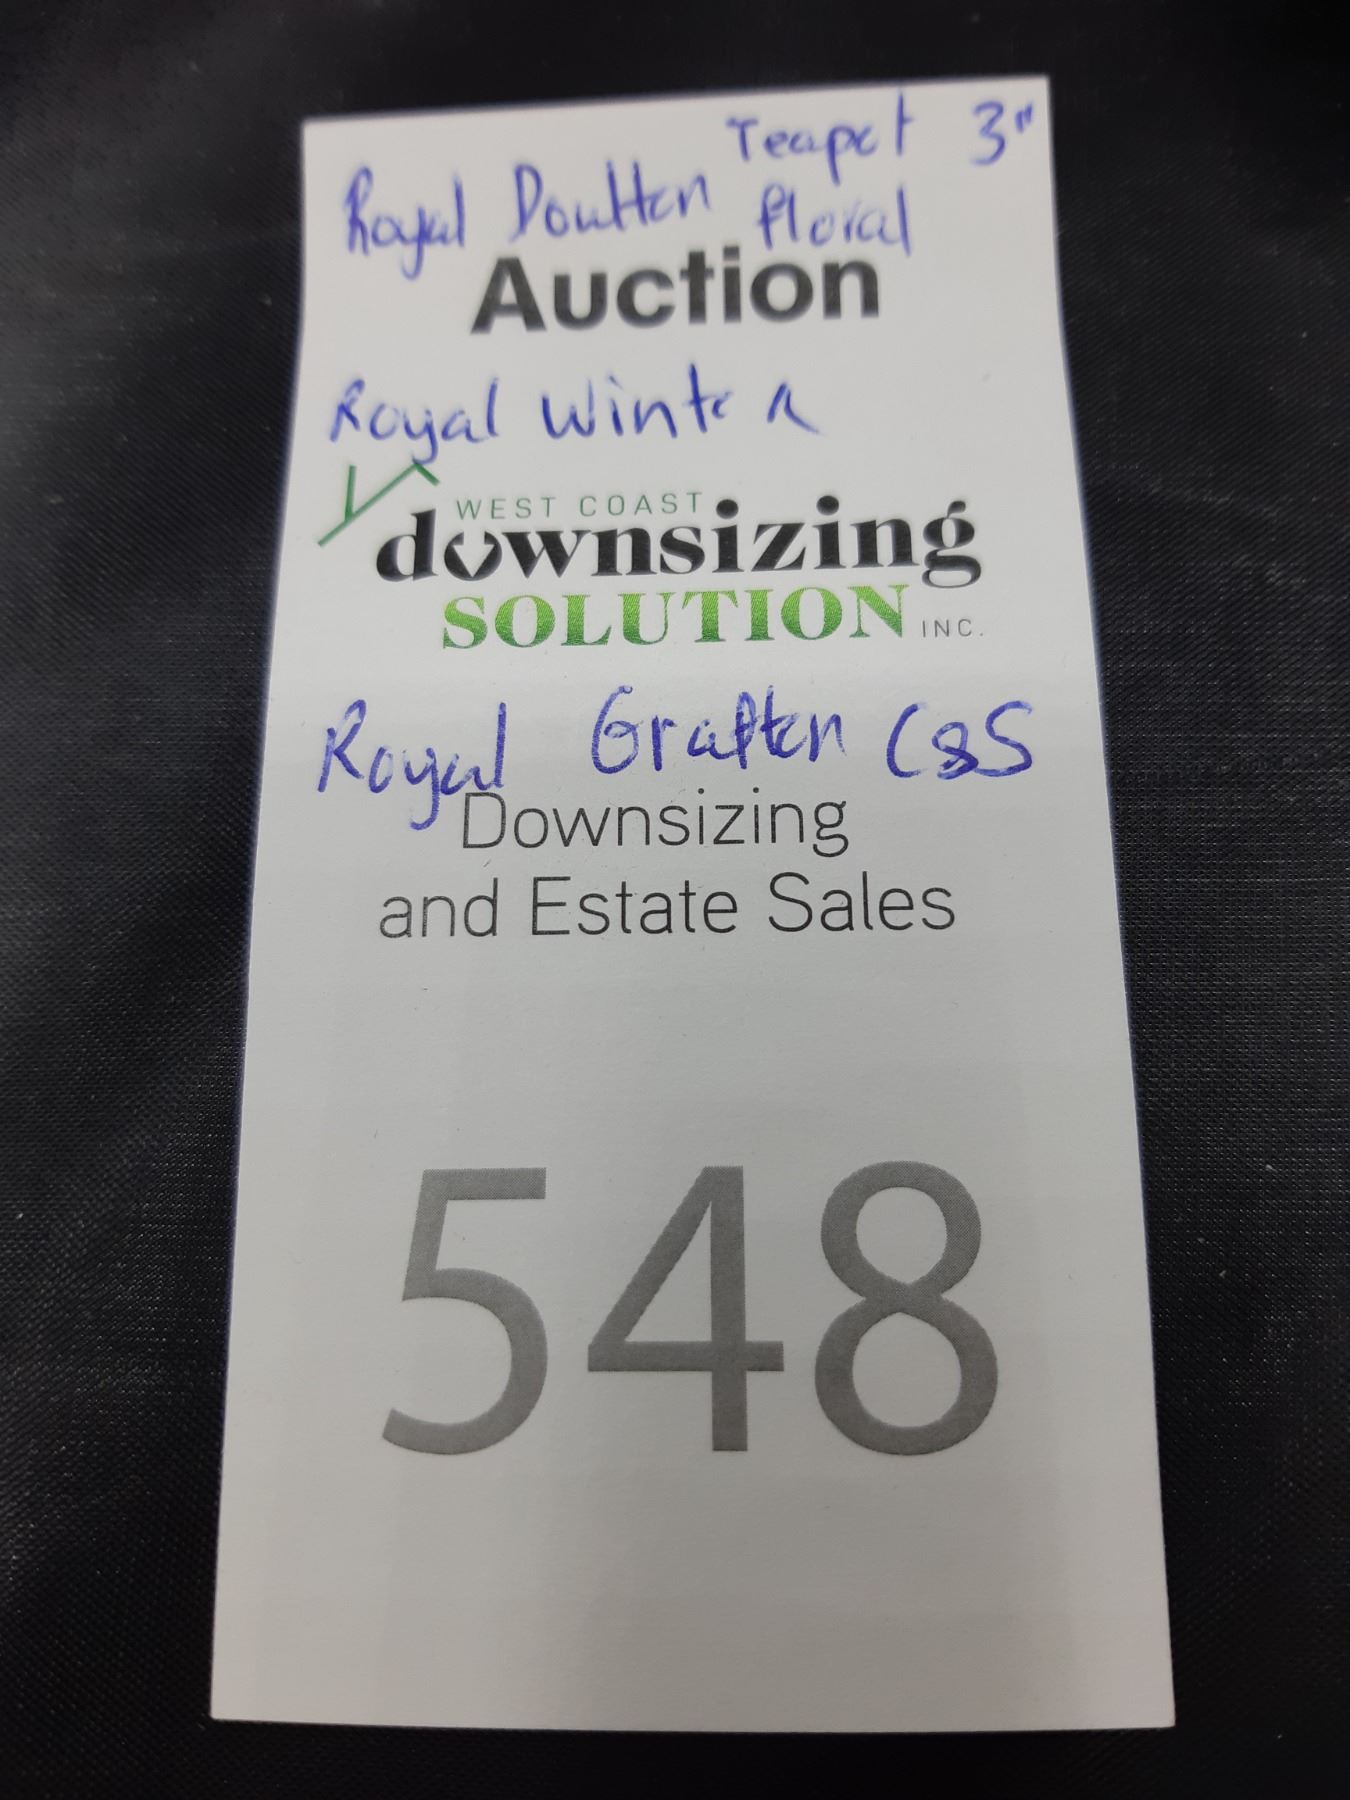 Teapot 3"
Royal Doulton floral
Auction
Royal Winton
WEST COAST
downsizing
SOLUTION INC.
Royal Grafton C&S
Downsizing
and Estate Sales
548